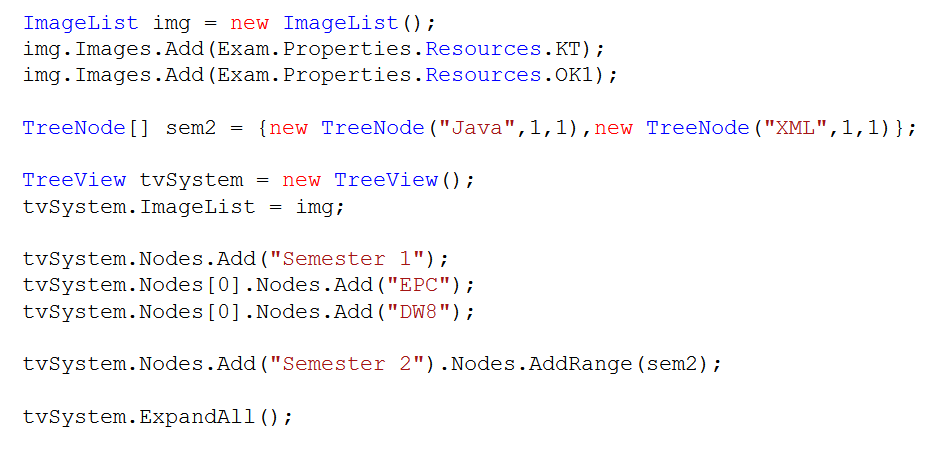 ImageList img = new ImageList();
img.Images.Add(Exam.Properties.Resources.KT);
img.Images.Add(Exam.Properties.Resources.OK1);
TreeNode[] sem2 = {new TreeNode("Java",1,1),new TreeNode("XML",1,1)};
TreeView tvSystem = new TreeView();
tvSystem.ImageList = img;
tvSystem.Nodes.Add("Semester 1");
tvSystem.Nodes[0].Nodes.Add("EPC");
tvSystem.Nodes[0].Nodes.Add("DW8");
tvSystem.Nodes.Add("Semester 2").Nodes.AddRange(sem2);
tvSystem.ExpandAll();